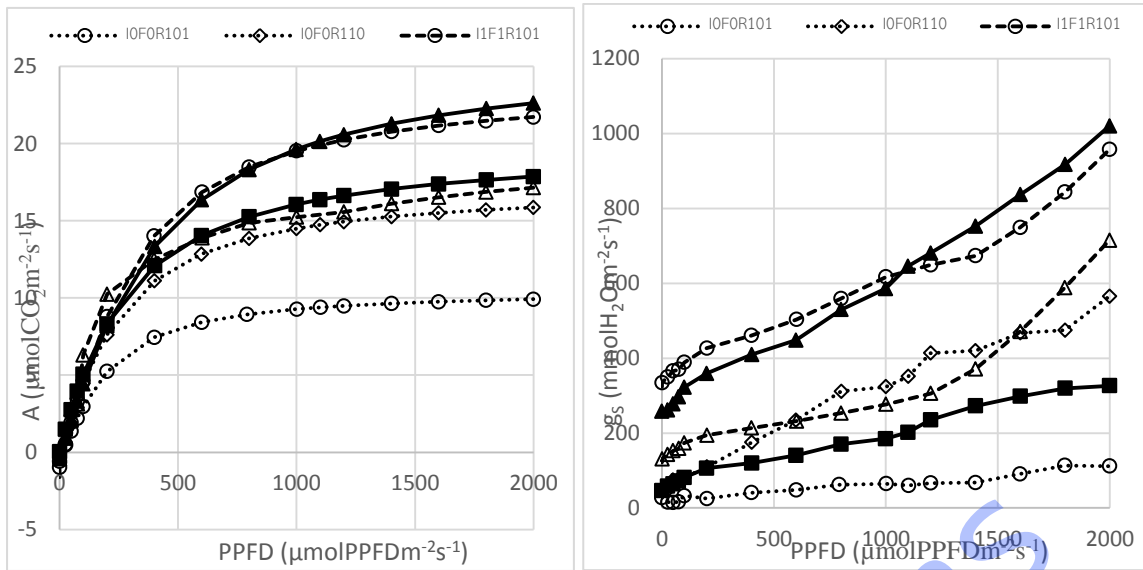 I0F0R101 I0F0R110 I1F1R101
25
20
15
10
5
0
-5
0 500 1000 1500 2000
A (μmolCO2m-2s-1)
PPFD (μmolPPFDm-2s-1)
I0F0R101 I0F0R110 I1F1R101
1200
1000
800
600
400
200
0
0 500 1000 1500 2000
gs (mmolH2Om-2s-1)
PPFD (μmolPPFDm-2s-1)